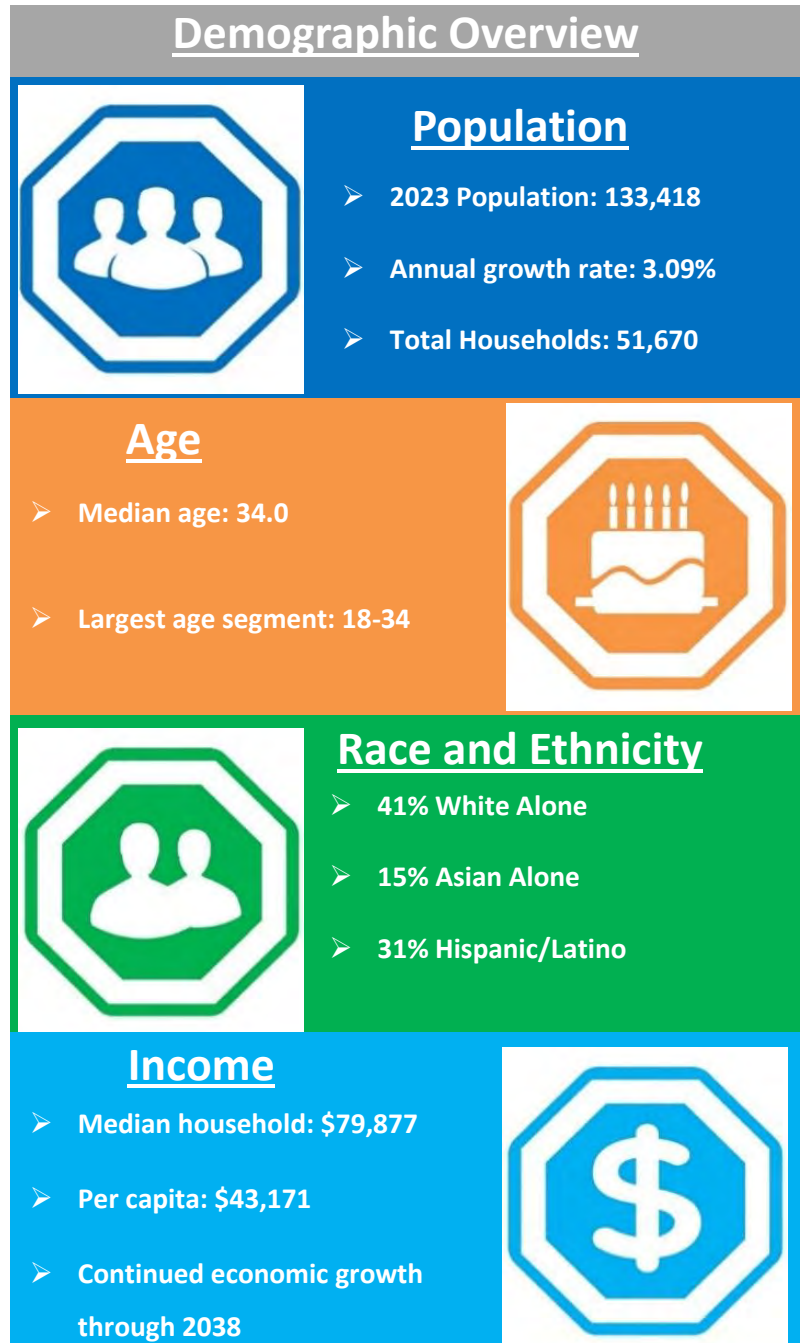 Demographic Overview
Population
➢ 2023 Population: 133,418
➢ Annual growth rate: 3.09%
➢ Total Households: 51,670
Age
➢ Median age: 34.0
➢ Largest age segment: 18-34
Race and Ethnicity
➢ 41% White Alone
➢ 15% Asian Alone
➢ 31% Hispanic/Latino
Income
➢ Median household: $79,877
➢ Per capita: $43,171
➢ Continued economic growth
through 2038
$